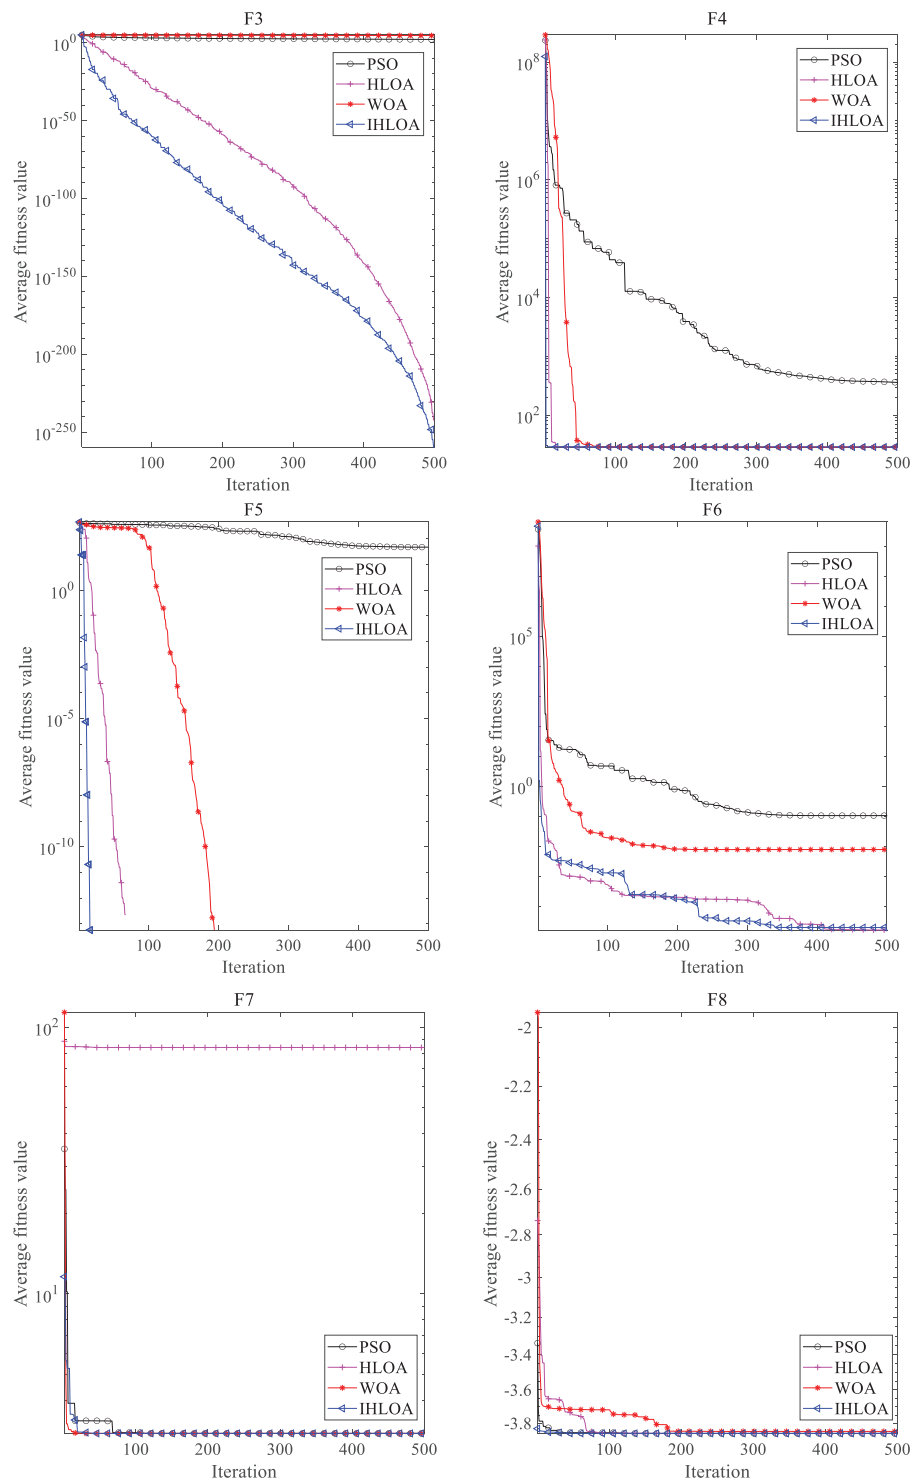 F3
10^0
10^-50
10^-100
10^-150
10^-200
10^-250
Average fitness value
PSO
HLOA
WOA
IHLOA
100 200 300 400 500
Iteration
F4
10^8
10^6
10^4
10^2
Average fitness value
PSO
HLOA
WOA
IHLOA
100 200 300 400 500
Iteration
F5
10^0
10^-5
10^-10
Average fitness value
PSO
HLOA
WOA
IHLOA
100 200 300 400 500
Iteration
F6
10^5
10^0
Average fitness value
PSO
HLOA
WOA
IHLOA
100 200 300 400 500
Iteration
F7
10^2
10^1
Average fitness value
PSO
HLOA
WOA
IHLOA
100 200 300 400 500
Iteration
F8
-2
-2.2
-2.4
-2.6
-2.8
-3
-3.2
-3.4
-3.6
-3.8
Average fitness value
PSO
HLOA
WOA
IHLOA
100 200 300 400 500
Iteration